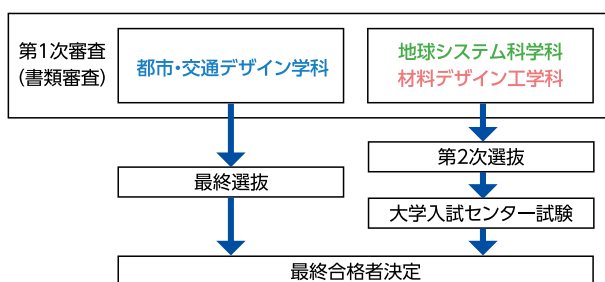 第1次審査
(書類審査)
都市・交通デザイン学科
地球システム科学科
材料デザイン工学科
第2次選抜
最終選抜
大学入試センター試験
最終合格者決定